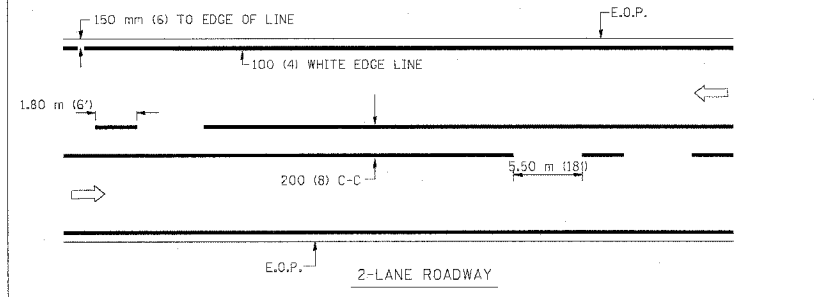 150 mm (6) TO EDGE OF LINE
E.O.P.
100 (4) WHITE EDGE LINE
1.80 m (6')
5.50 m (18')
200 (8) C-C
E.O.P.
2-LANE ROADWAY